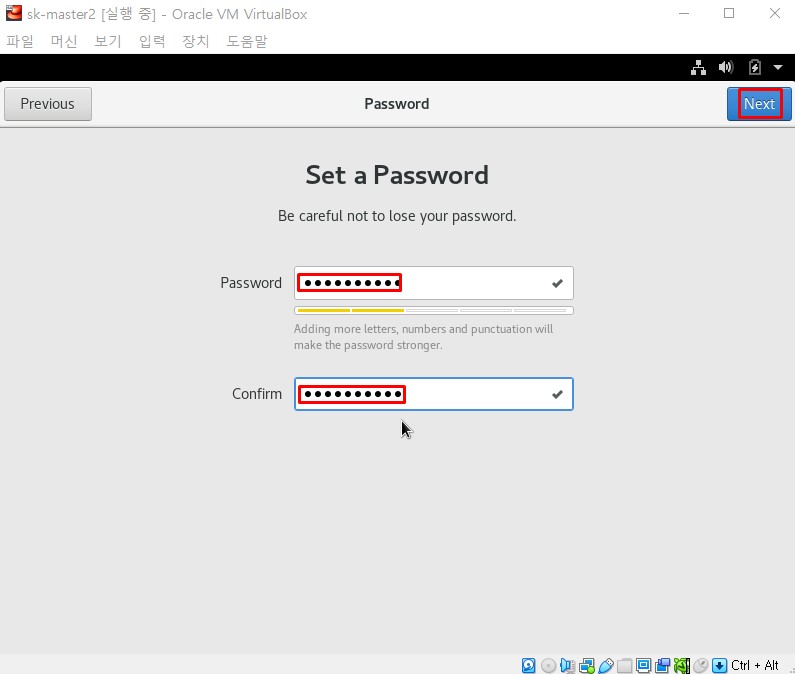 sk-master2 [실행 중] - Oracle VM VirtualBox
파일 머신 보기 입력 장치 도움말
Previous Password Next
Set a Password
Be careful not to lose your password.
Password ●●●●●●●●●●
Adding more letters, numbers and punctuation will
make the password stronger.
Confirm ●●●●●●●●●●
Ctrl + Alt